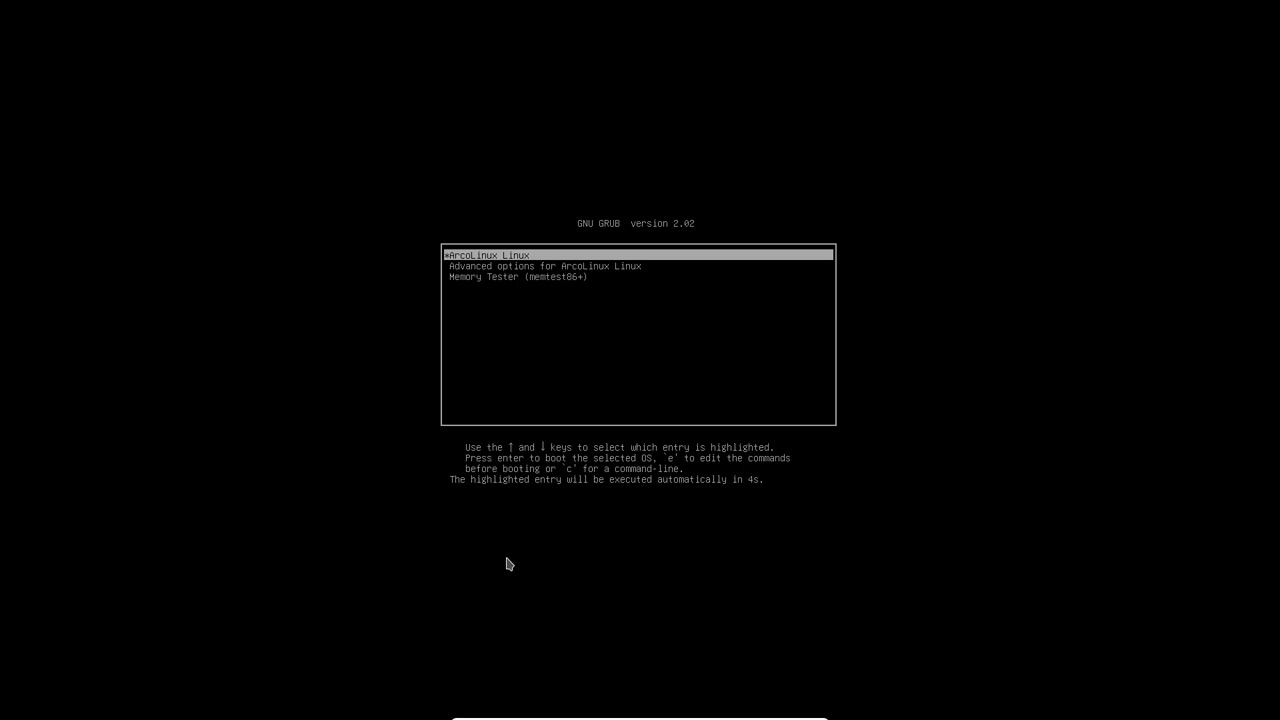 GNU GRUB  version 2.02
*ArcoLinux Linux
Advanced options for ArcoLinux Linux
Memory Tester (memtest86+)
Use the ↑ and ↓ keys to select which entry is highlighted.
Press enter to boot the selected OS, `e' to edit the commands
before booting or `c' for a command-line.
The highlighted entry will be executed automatically in 4s.